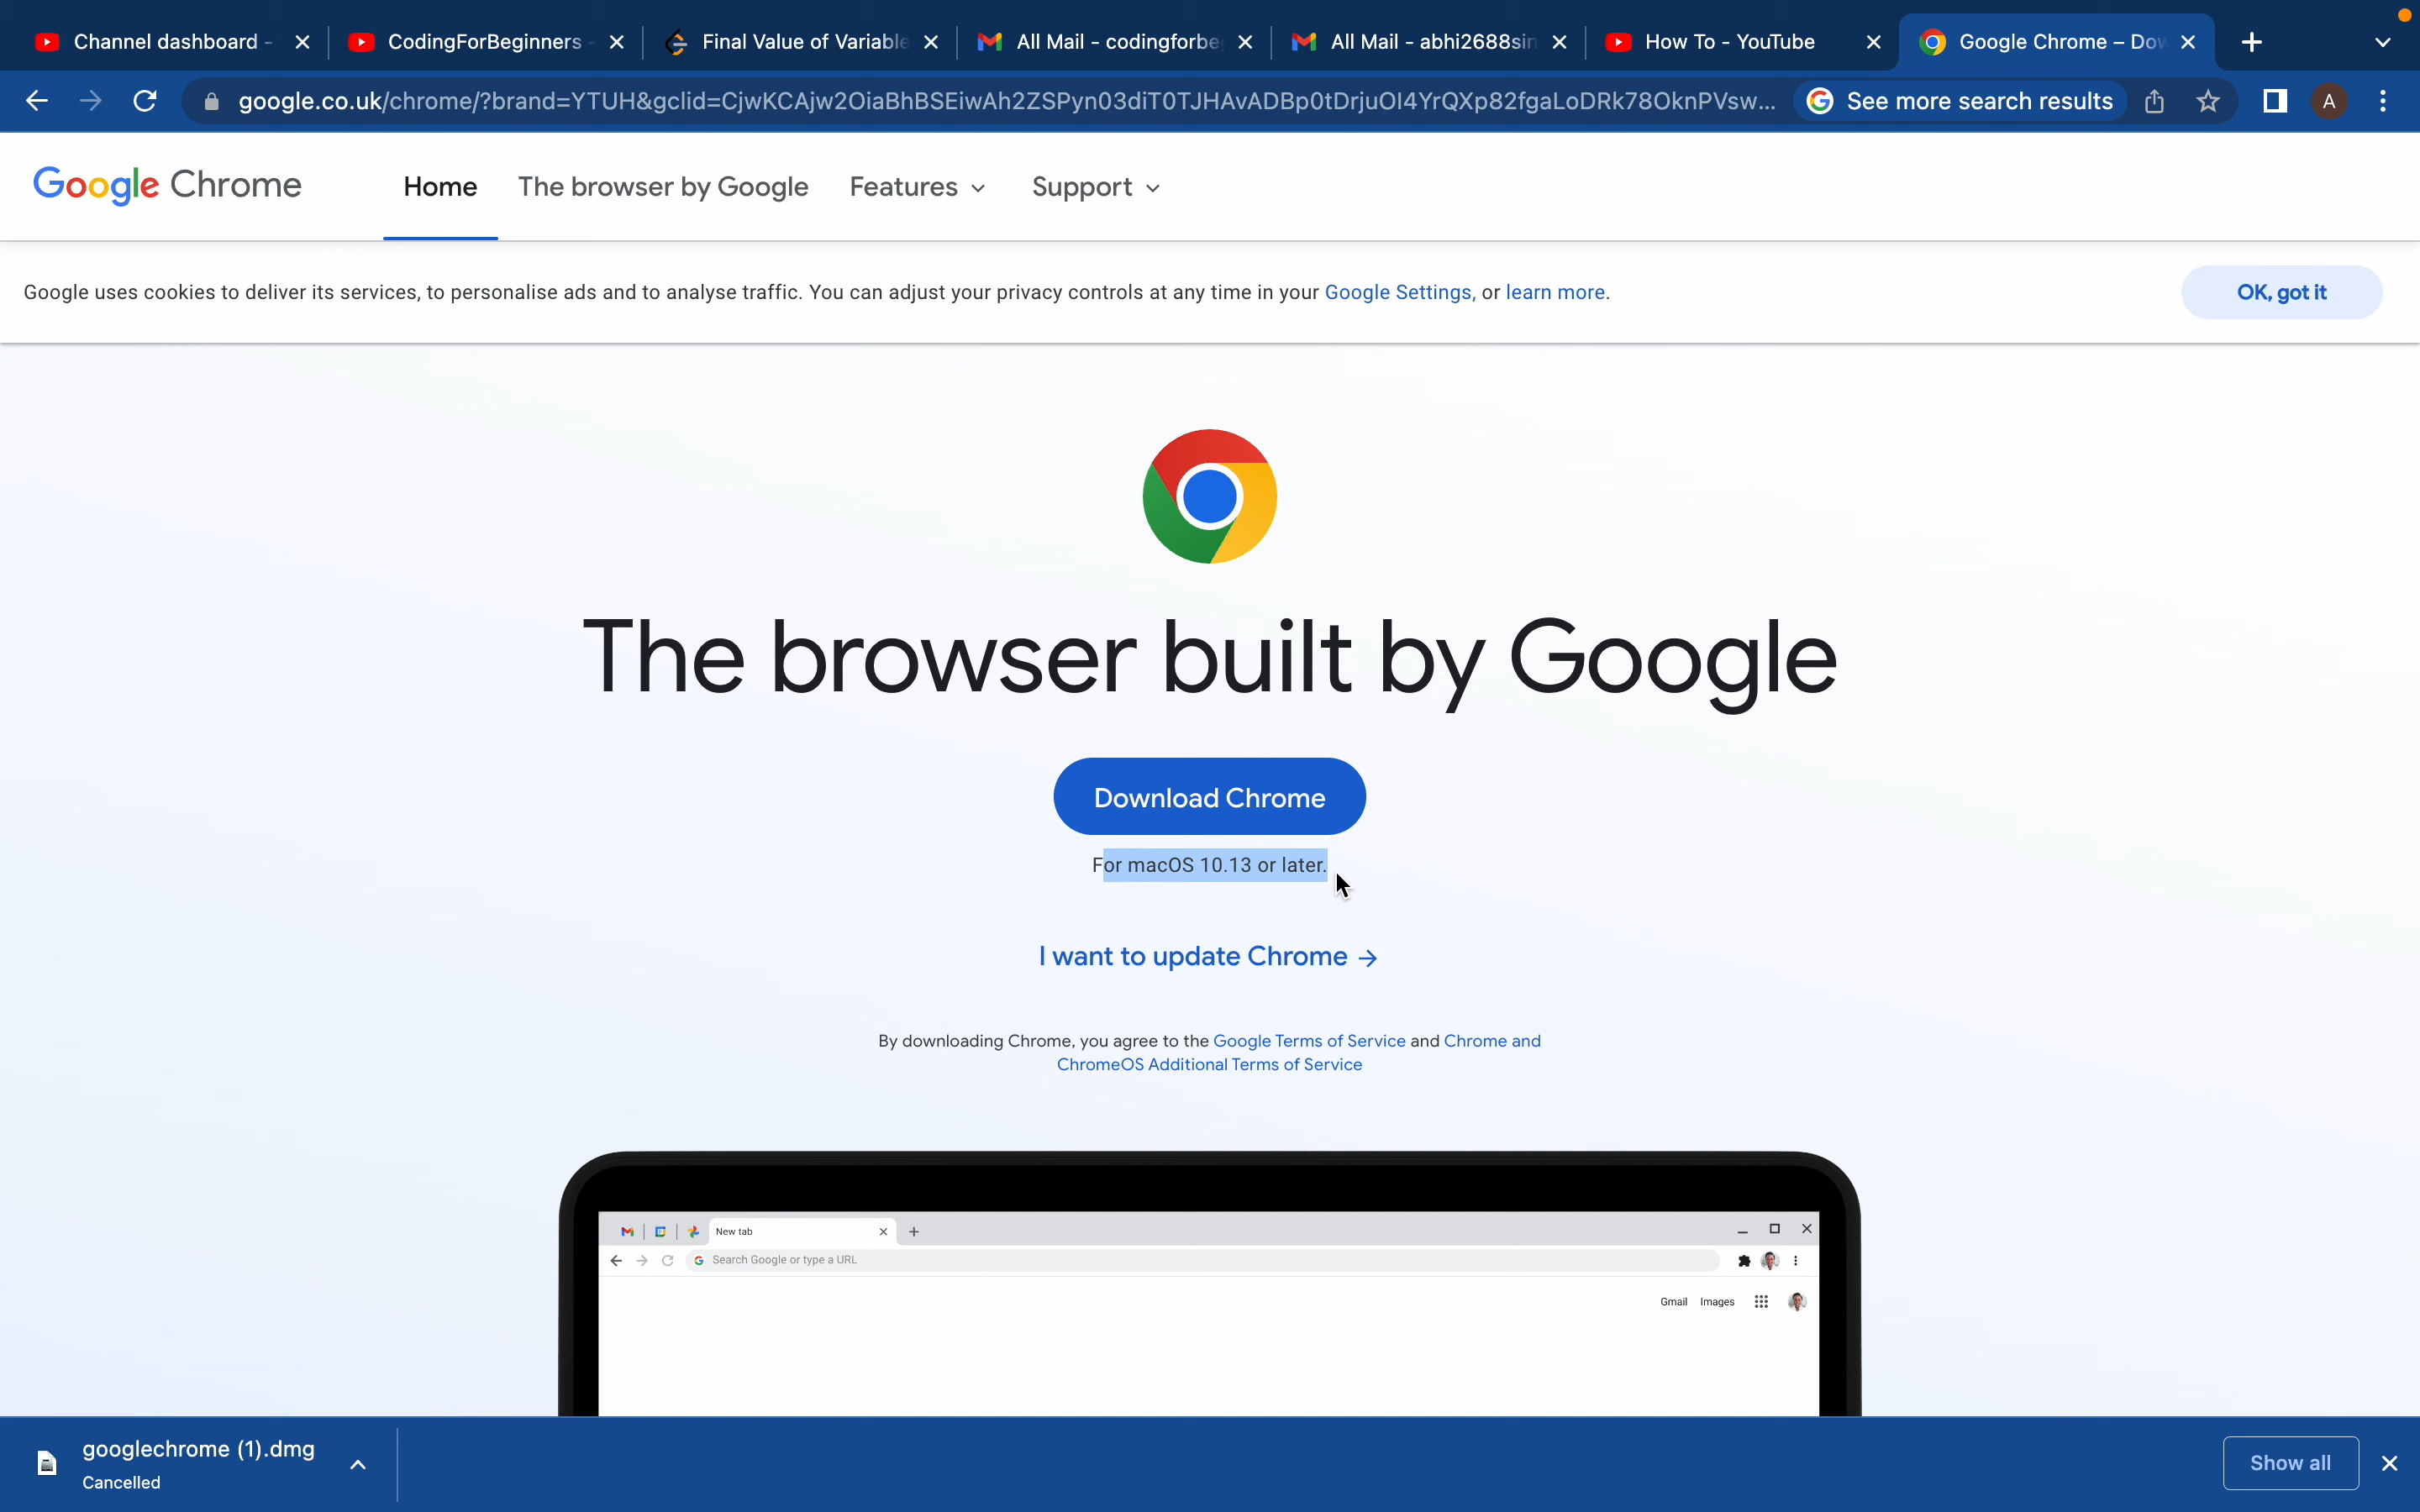 Channel dashboard -
CodingForBeginners -
Final Value of Variable
All Mail - codingforbe
All Mail - abhi2688sin
How To - YouTube
Google Chrome – Dow
google.co.uk/chrome/?brand=YTUH&gclid=CjwKCAjw2OiaBhBSEiwAh2ZSPyn03diT0TJHAvADBp0tDrjuOI4YrQXp82fgaLoDRk78OknPVsw...
See more search results
A
Google Chrome
Home
The browser by Google
Features
Support
Google uses cookies to deliver its services, to personalise ads and to analyse traffic. You can adjust your privacy controls at any time in your Google Settings, or learn more.
OK, got it
The browser built by Google
Download Chrome
For macOS 10.13 or later.
I want to update Chrome →
By downloading Chrome, you agree to the Google Terms of Service and Chrome and
ChromeOS Additional Terms of Service
New tab
Search Google or type a URL
Gmail Images
googlechrome (1).dmg
Cancelled
Show all